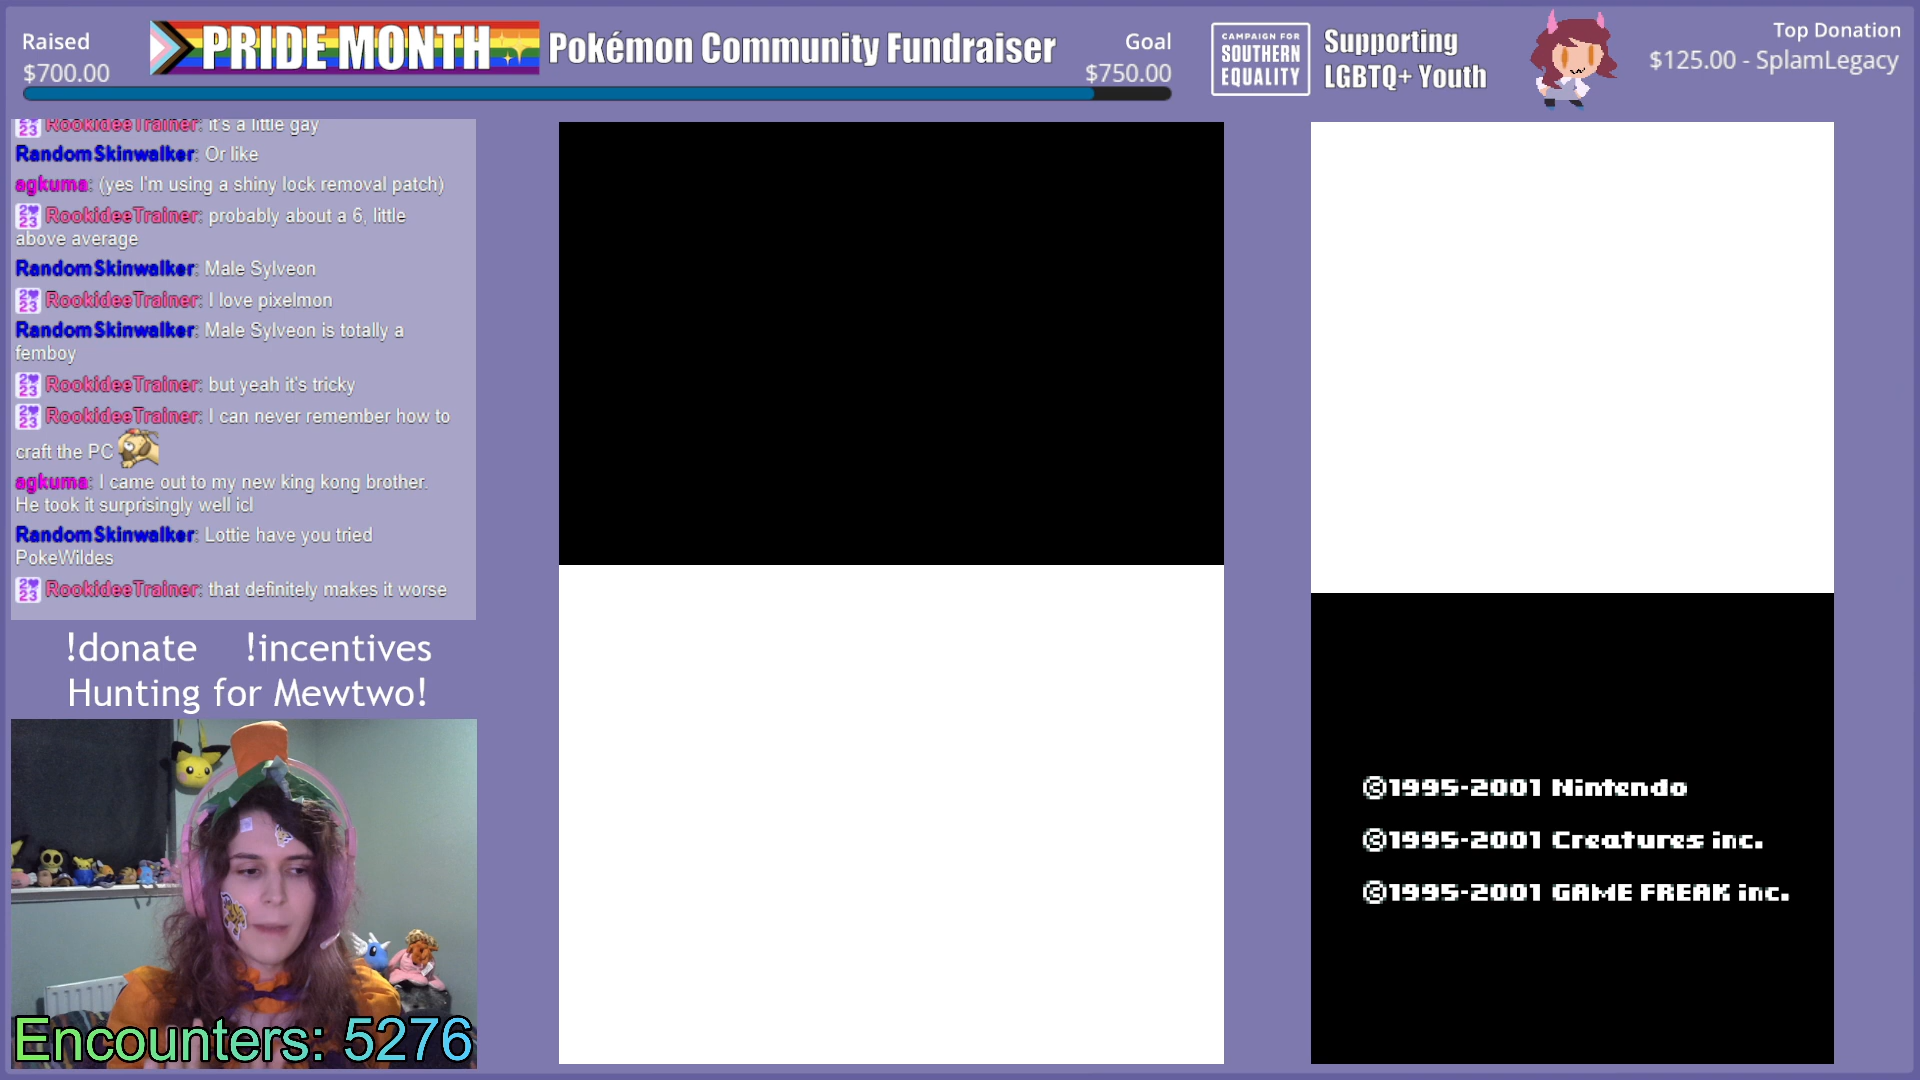 Raised
$700.00
PRIDE MONTH
Pokémon Community Fundraiser
Goal
$750.00
CAMPAIGN FOR
SOUTHERN
EQUALITY
Supporting
LGBTQ+ Youth
Top Donation
$125.00 - SplamLegacy
RookideeTrainer: it's a little gay
RandomSkinwalker: Or like
agkuma: (yes I'm using a shiny lock removal patch)
RookideeTrainer: probably about a 6, little
above average
RandomSkinwalker: Male Sylveon
RookideeTrainer: I love pixelmon
RandomSkinwalker: Male Sylveon is totally a
femboy
RookideeTrainer: but yeah it's tricky
RookideeTrainer: I can never remember how to
craft the PC
agkuma: I came out to my new king kong brother.
He took it surprisingly well icl
RandomSkinwalker: Lottie have you tried
PokeWildes
RookideeTrainer: that definitely makes it worse
!donate !incentives
Hunting for Mewtwo!
Encounters: 5276
©1995-2001 Nintendo
©1995-2001 Creatures inc.
©1995-2001 GAME FREAK inc.